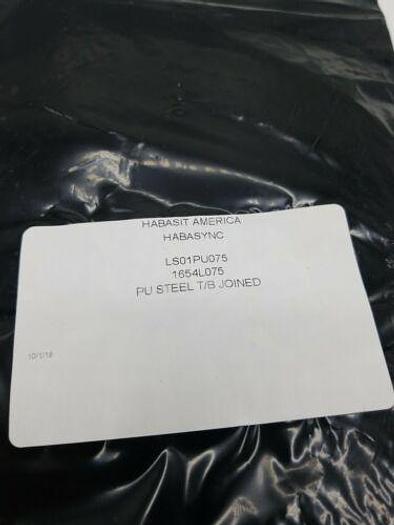 HABASIT AMERICA
HABASYNC
LS01PU075
1654L075
PU STEEL T/B JOINED
10/1/18